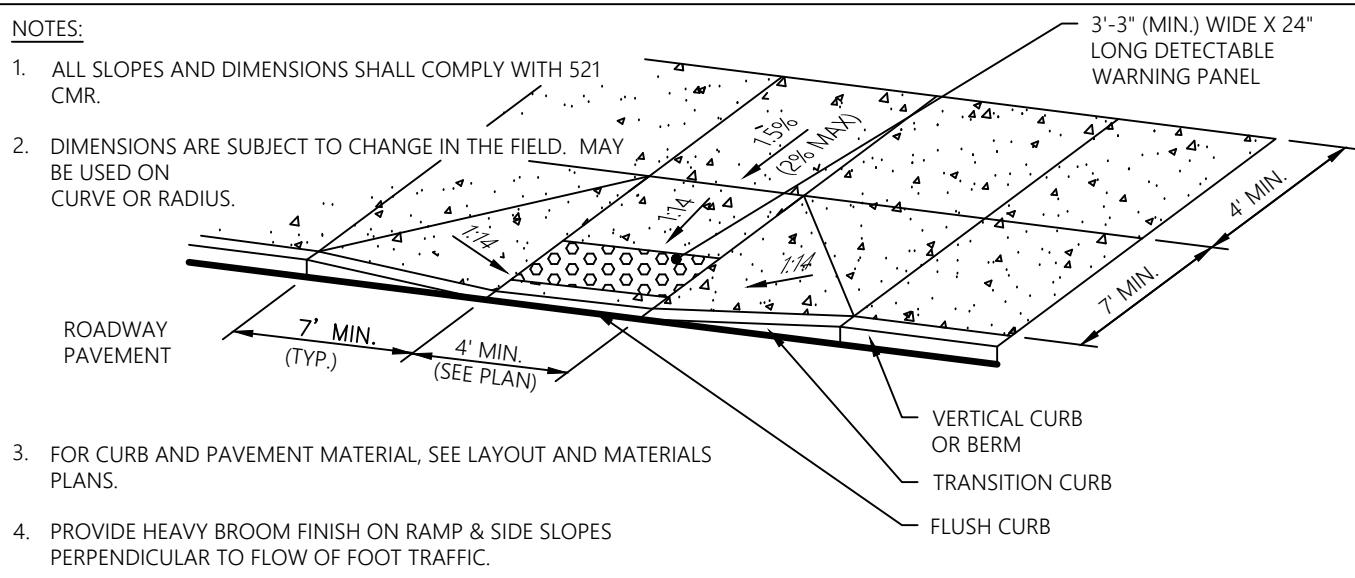 NOTES:
1. ALL SLOPES AND DIMENSIONS SHALL COMPLY WITH 521
CMR.
2. DIMENSIONS ARE SUBJECT TO CHANGE IN THE FIELD. MAY
BE USED ON
CURVE OR RADIUS.
3'-3" (MIN.) WIDE X 24"
LONG DETECTABLE
WARNING PANEL
1.5%
(2% MAX)
1:14
1:14
1:14
4' MIN.
7' MIN.
ROADWAY
PAVEMENT
7' MIN.
(TYP.)
4' MIN.
(SEE PLAN)
VERTICAL CURB
OR BERM
TRANSITION CURB
FLUSH CURB
3. FOR CURB AND PAVEMENT MATERIAL, SEE LAYOUT AND MATERIALS
PLANS.
4. PROVIDE HEAVY BROOM FINISH ON RAMP & SIDE SLOPES
PERPENDICULAR TO FLOW OF FOOT TRAFFIC.